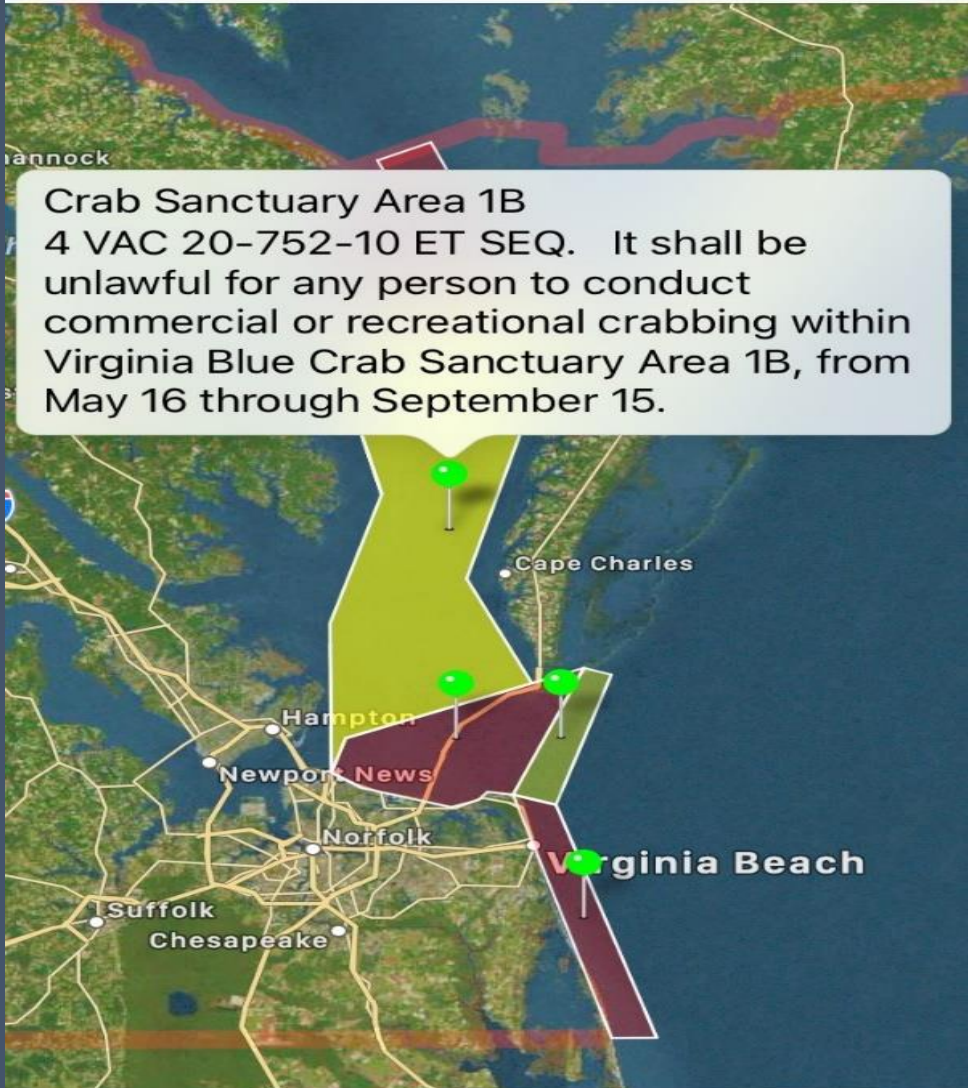 annock
Crab Sanctuary Area 1B
4 VAC 20-752-10 ET SEQ. It shall be
unlawful for any person to conduct
commercial or recreational crabbing within
Virginia Blue Crab Sanctuary Area 1B, from
May 16 through September 15.
Cape Charles
Hampton
Newport News
Norfolk
Virginia Beach
Suffolk
Chesapeake